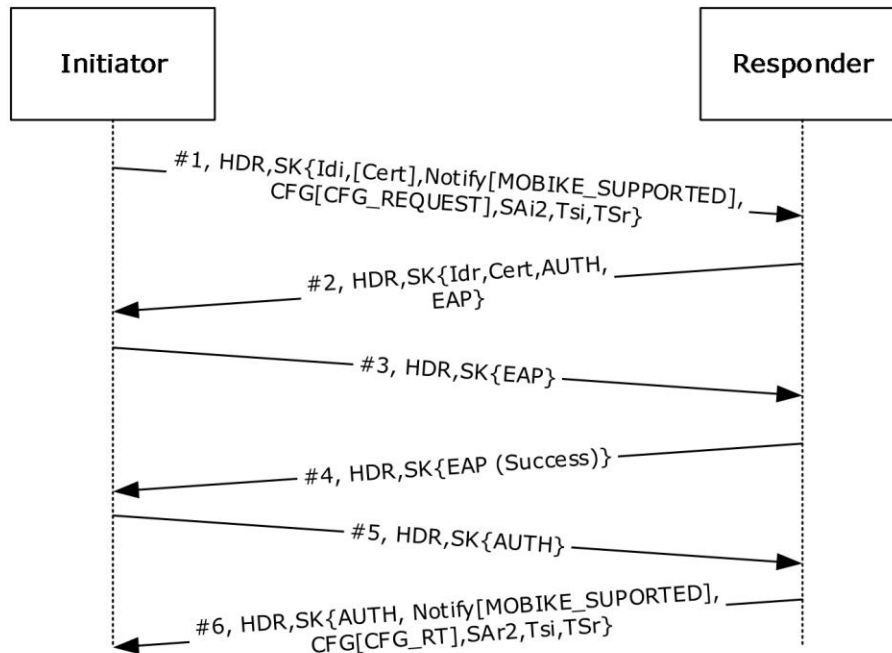 Initiator
Responder
#1, HDR,SK{Idi,[Cert],Notify[MOBIKE_SUPPORTED],
CFG[CFG_REQUEST],SAi2,Tsi,TSr}
#2, HDR,SK{Idr,Cert,AUTH,
EAP}
#3, HDR,SK{EAP}
#4, HDR,SK{EAP (Success)}
#5, HDR,SK{AUTH}
#6, HDR,SK{AUTH, Notify[MOBIKE_SUPORTED],
CFG[CFG_RT],SAr2,Tsi,TSr}